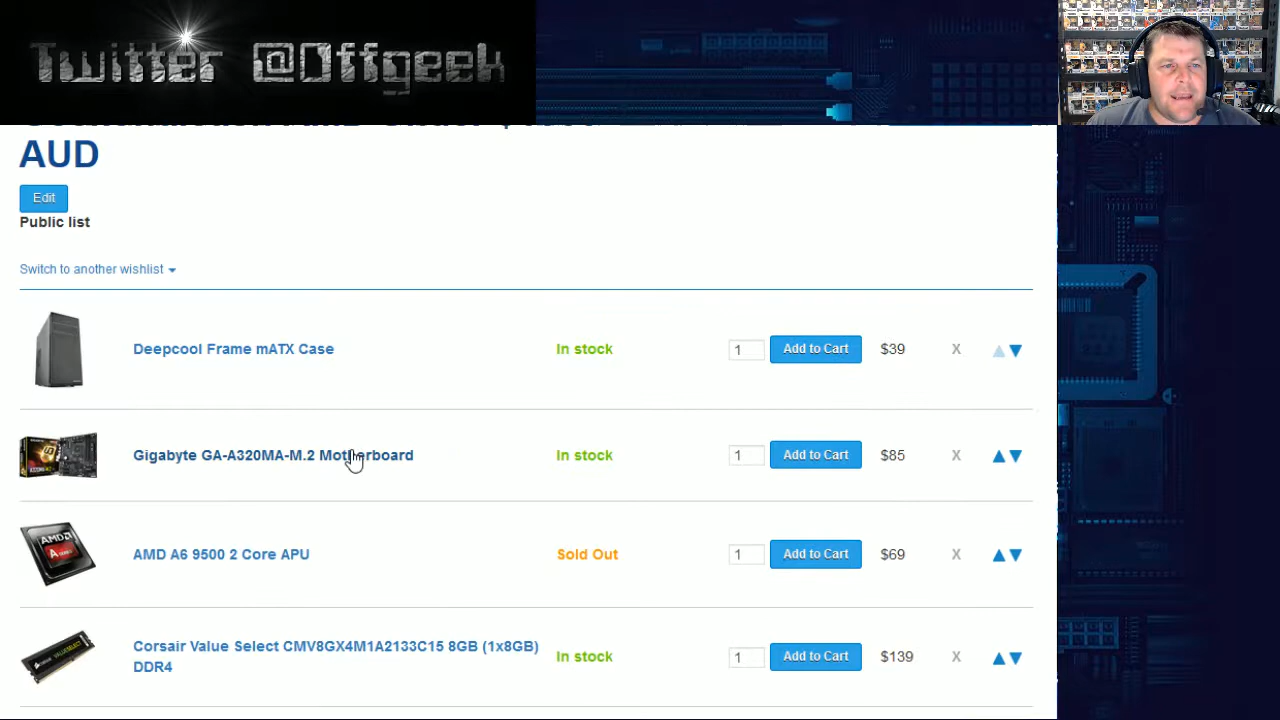 Twitter @Offgeek
AUD
Edit
Public list
Switch to another wishlist
Deepcool Frame mATX Case
In stock
1
Add to Cart
$39
X
Gigabyte GA-A320MA-M.2 Motherboard
In stock
1
Add to Cart
$85
X
AMD A6 9500 2 Core APU
Sold Out
1
Add to Cart
$69
X
Corsair Value Select CMV8GX4M1A2133C15 8GB (1x8GB)
DDR4
In stock
1
Add to Cart
$139
X